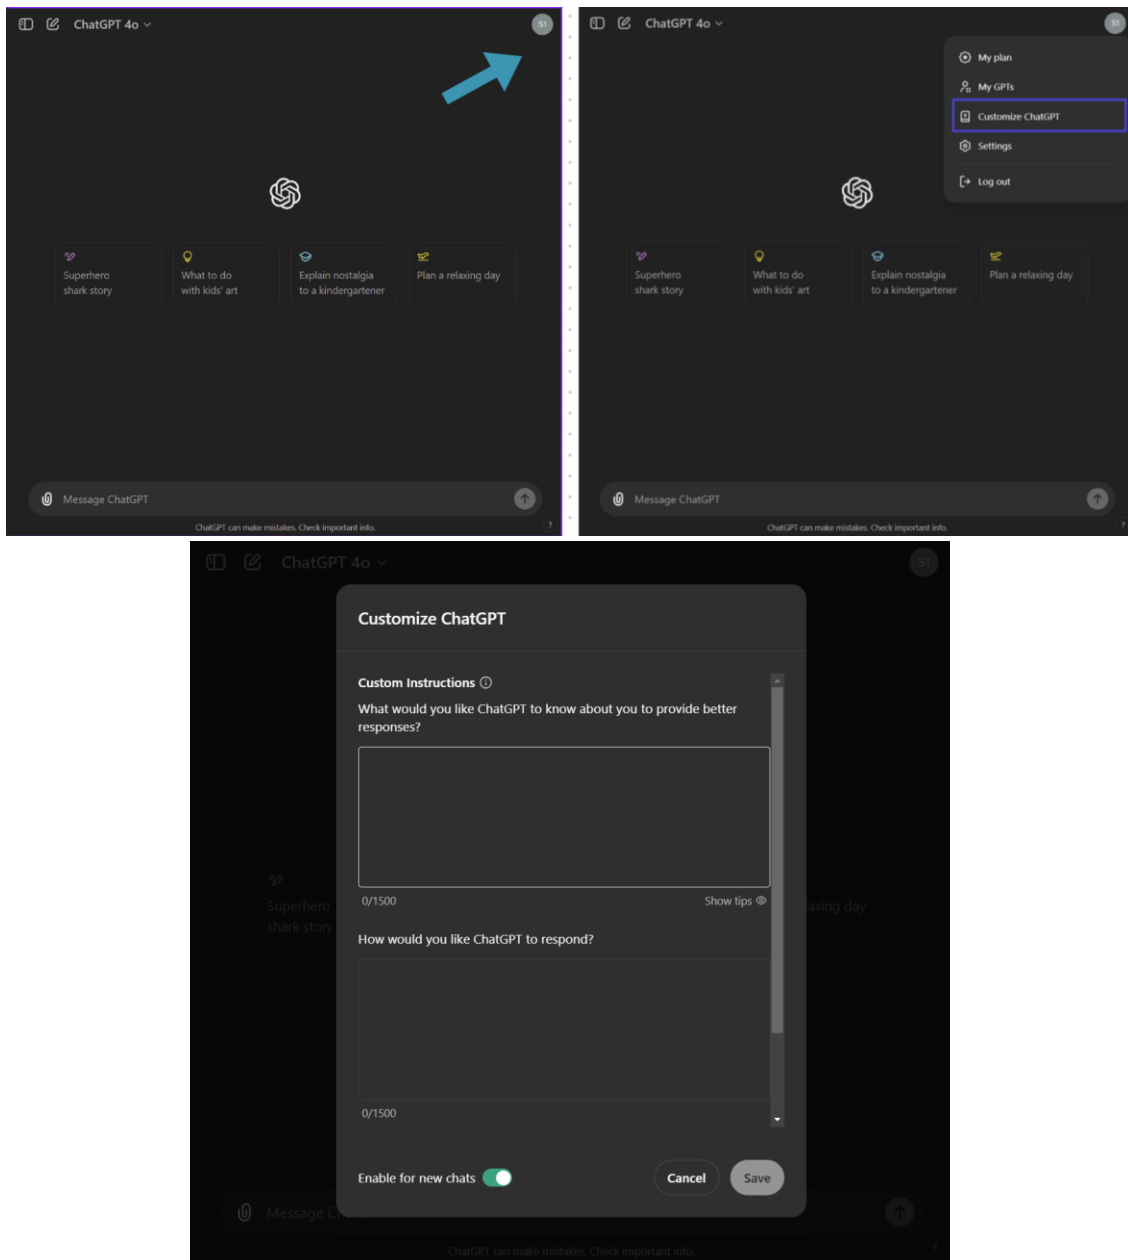 ChatGPT 4o
S1
Superhero
shark story
What to do
with kids' art
Explain nostalgia
to a kindergartener
Plan a relaxing day
Message ChatGPT
ChatGPT can make mistakes. Check important info.
?
ChatGPT 4o
S1
My plan
My GPTs
Customize ChatGPT
Settings
Log out
Superhero
shark story
What to do
with kids' art
Explain nostalgia
to a kindergartener
Plan a relaxing day
Message ChatGPT
ChatGPT can make mistakes. Check important info.
?
ChatGPT 4o
S1
Customize ChatGPT
Custom Instructions
What would you like ChatGPT to know about you to provide better
responses?
0/1500
Show tips
Superhero
shark story
axing day
How would you like ChatGPT to respond?
0/1500
Enable for new chats
Cancel
Save
Message C
ChatGPT can make mistakes. Check important info.
?